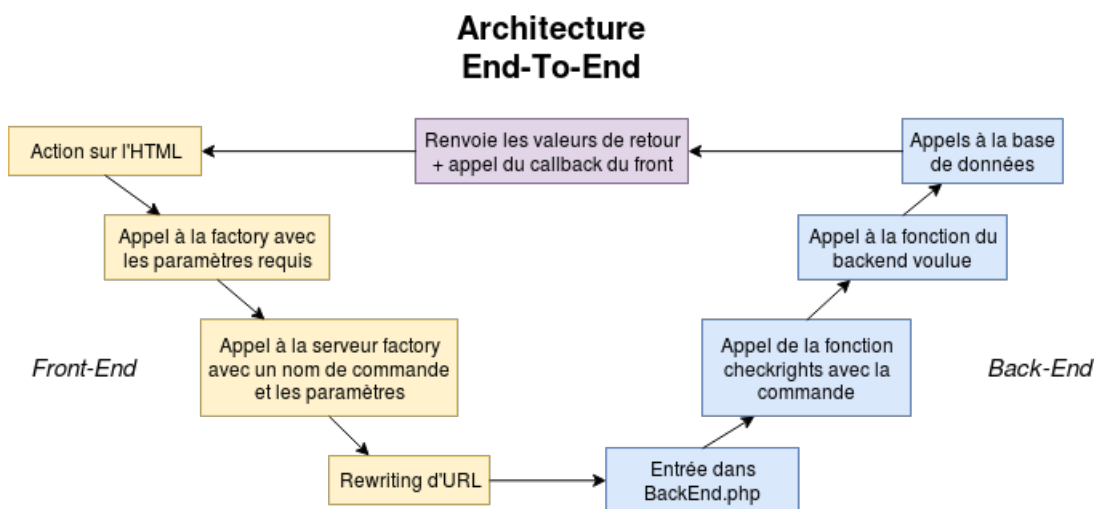 Architecture
End-To-End
Action sur l'HTML
Renvoie les valeurs de retour
+ appel du callback du front
Appels à la base
de données
Appel à la factory avec
les paramètres requis
Appel à la fonction du
backend voulue
Front-End
Appel à la serveur factory
avec un nom de commande
et les paramètres
Appel de la fonction
checkrights avec la
commande
Back-End
Rewriting d'URL
Entrée dans
BackEnd.php